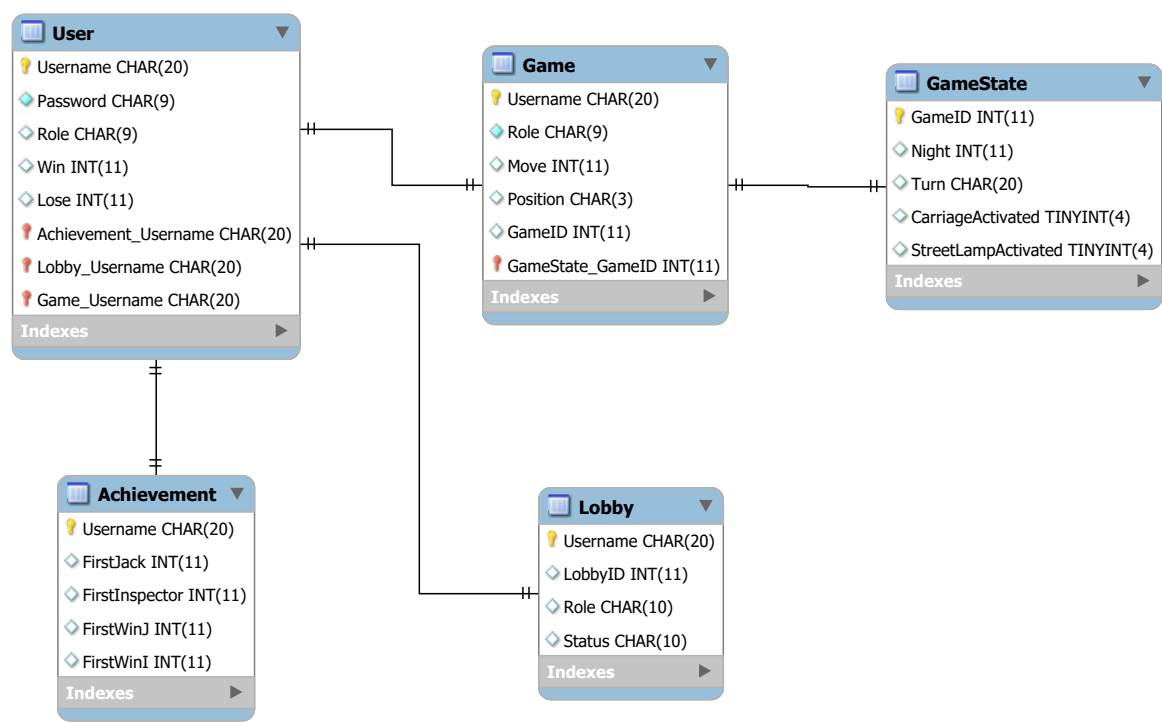 User
Username CHAR(20)
Password CHAR(9)
Role CHAR(9)
Win INT(11)
Lose INT(11)
Achievement_Username CHAR(20)
Lobby_Username CHAR(20)
Game_Username CHAR(20)
Indexes
Game
Username CHAR(20)
Role CHAR(9)
Move INT(11)
Position CHAR(3)
GameID INT(11)
GameState_GameID INT(11)
Indexes
GameState
GameID INT(11)
Night INT(11)
Turn CHAR(20)
CarriageActivated TINYINT(4)
StreetLampActivated TINYINT(4)
Indexes
Achievement
Username CHAR(20)
FirstJack INT(11)
FirstInspector INT(11)
FirstWinJ INT(11)
FirstWinI INT(11)
Indexes
Lobby
Username CHAR(20)
LobbyID INT(11)
Role CHAR(10)
Status CHAR(10)
Indexes